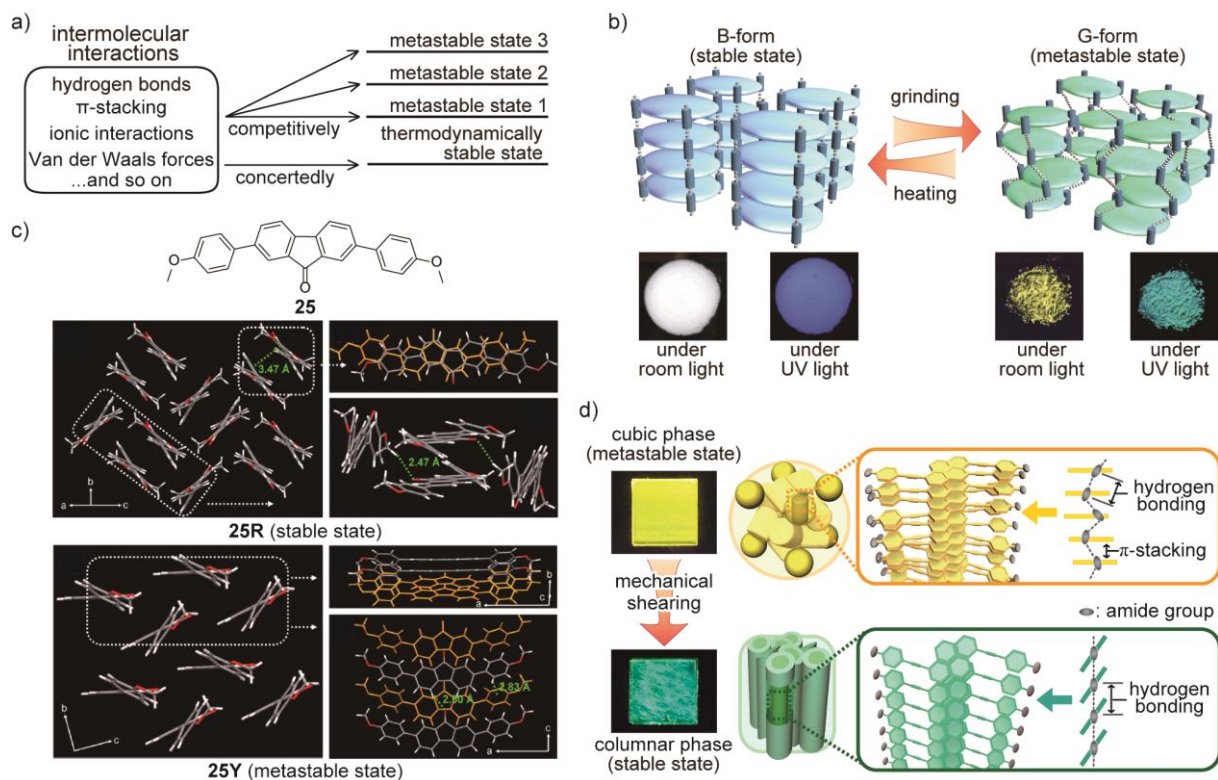 a)
intermolecular
interactions
hydrogen bonds
π-stacking
ionic interactions
Van der Waals forces
...and so on
competitively
concertedly
metastable state 3
metastable state 2
metastable state 1
thermodynamically
stable state
b)
B-form
(stable state)
G-form
(metastable state)
grinding
heating
under
room light
under
UV light
under
room light
under
UV light
c)
O
O
O
25
3.47 Å
2.47 Å
b
a
c
25R (stable state)
b
c
a
b
c
2.83 Å
a
c
25Y (metastable state)
d)
cubic phase
(metastable state)
mechanical
shearing
columnar phase
(stable state)
hydrogen
bonding
π-stacking
: amide group
hydrogen
bonding